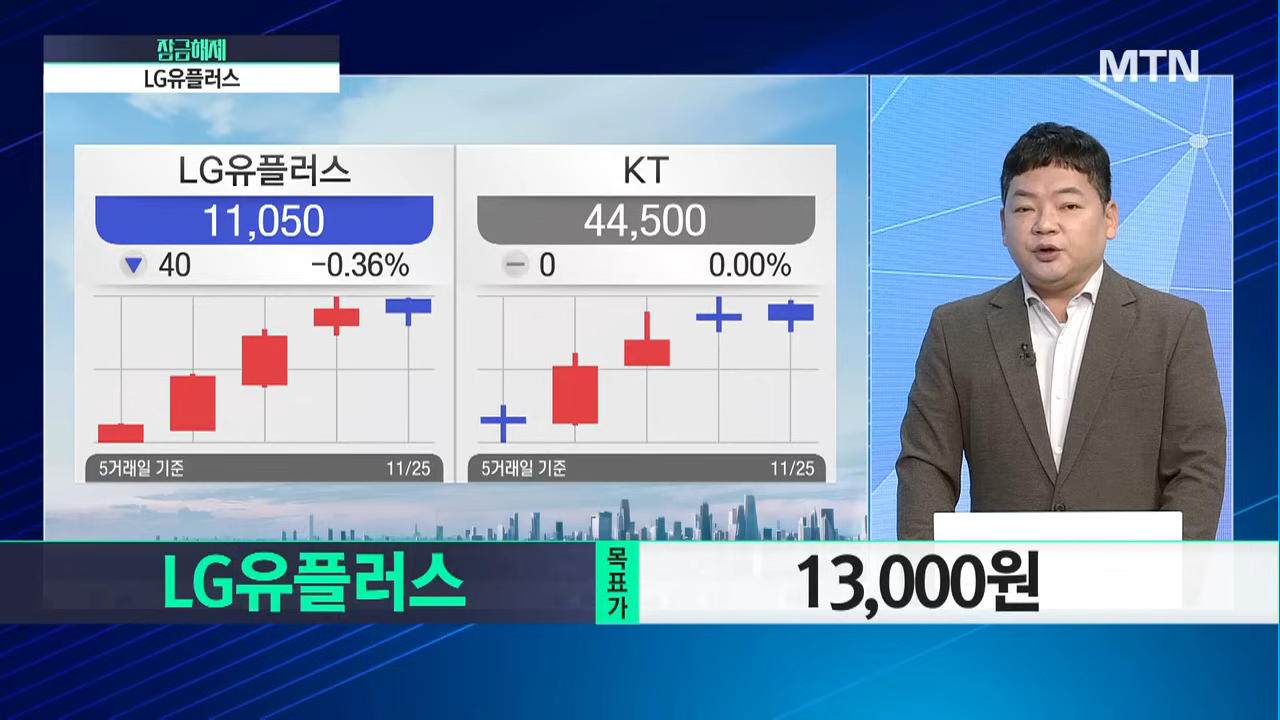 잠금해제
LG유플러스
MTN
LG유플러스
11,050
▼ 40 -0.36%
5거래일 기준 11/25
KT
44,500
— 0 0.00%
5거래일 기준 11/25
LG유플러스
목표가
13,000원